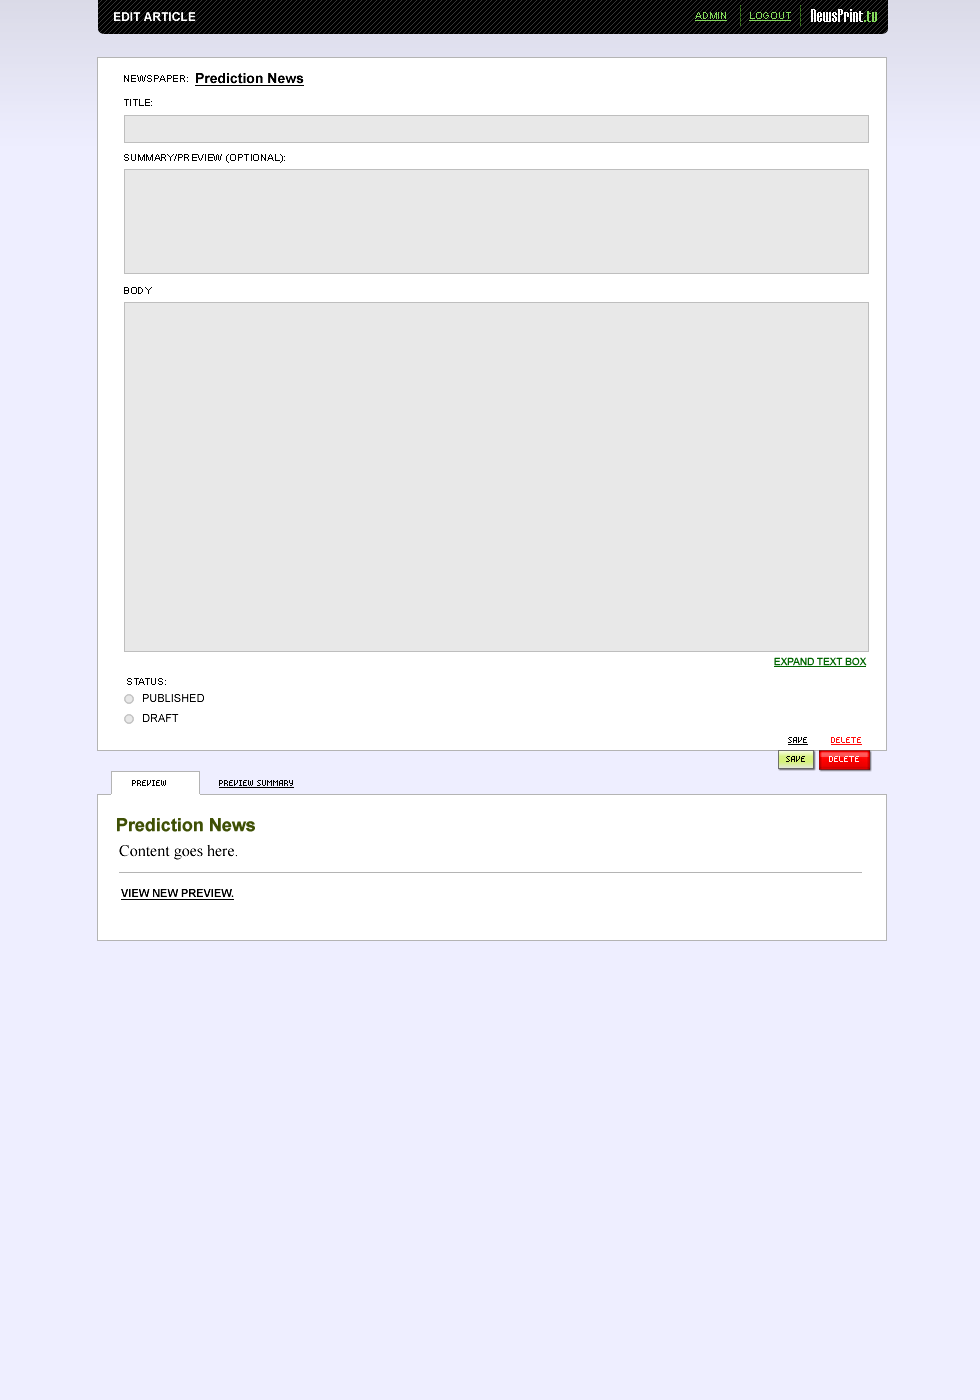 EDIT ARTICLE ADMIN LOGOUT NewsPrint.tv
NEWSPAPER: Prediction News
TITLE:
SUMMARY/PREVIEW (OPTIONAL):
BODY
EXPAND TEXT BOX
STATUS:
PUBLISHED
DRAFT
SAVE DELETE
SAVE DELETE
PREVIEW PREVIEW SUMMARY
Prediction News
Content goes here.
VIEW NEW PREVIEW.